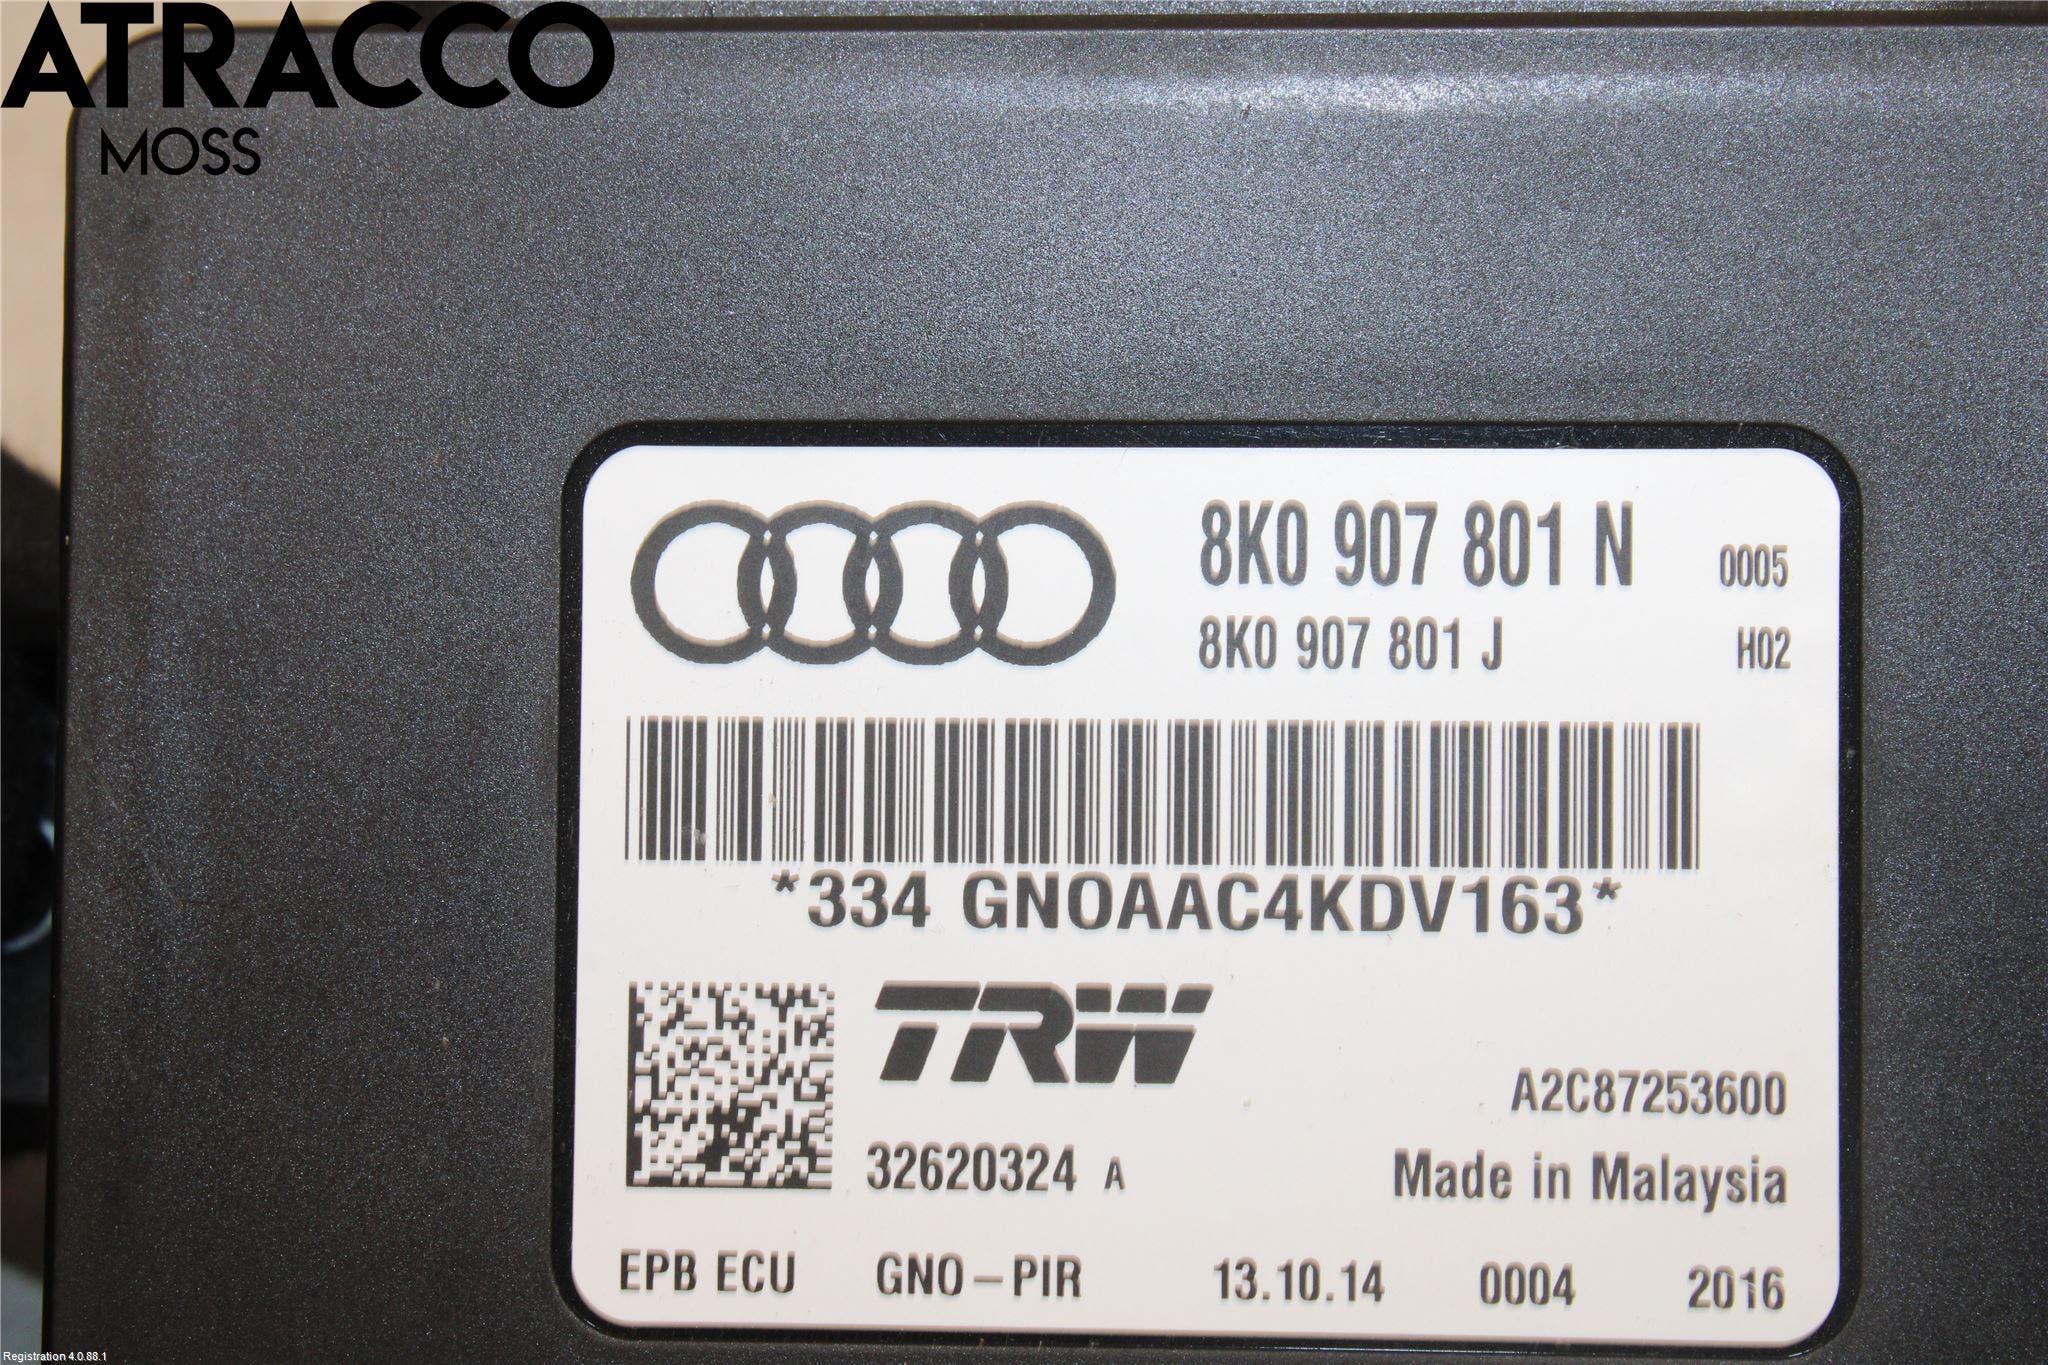 ATRACCO
MOSS
8K0 907 801 N 0005
8K0 907 801 J H02
*334 GNOAAC4KDV163*
TRW
A2C87253600
32620324 A Made in Malaysia
EPB ECU GNO-PIR 13.10.14 0004 2016
Registration 4.0.88.1